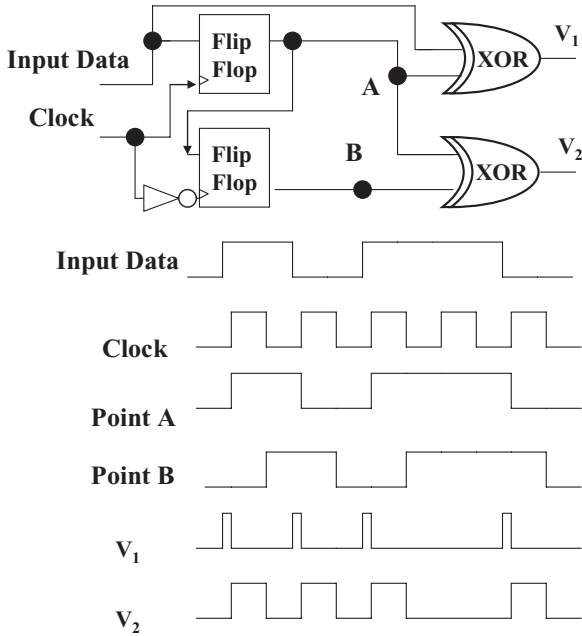 Input Data
Flip
Flop
XOR
V1
A
Clock
Flip
Flop
B
XOR
V2
Input Data
Clock
Point A
Point B
V1
V2